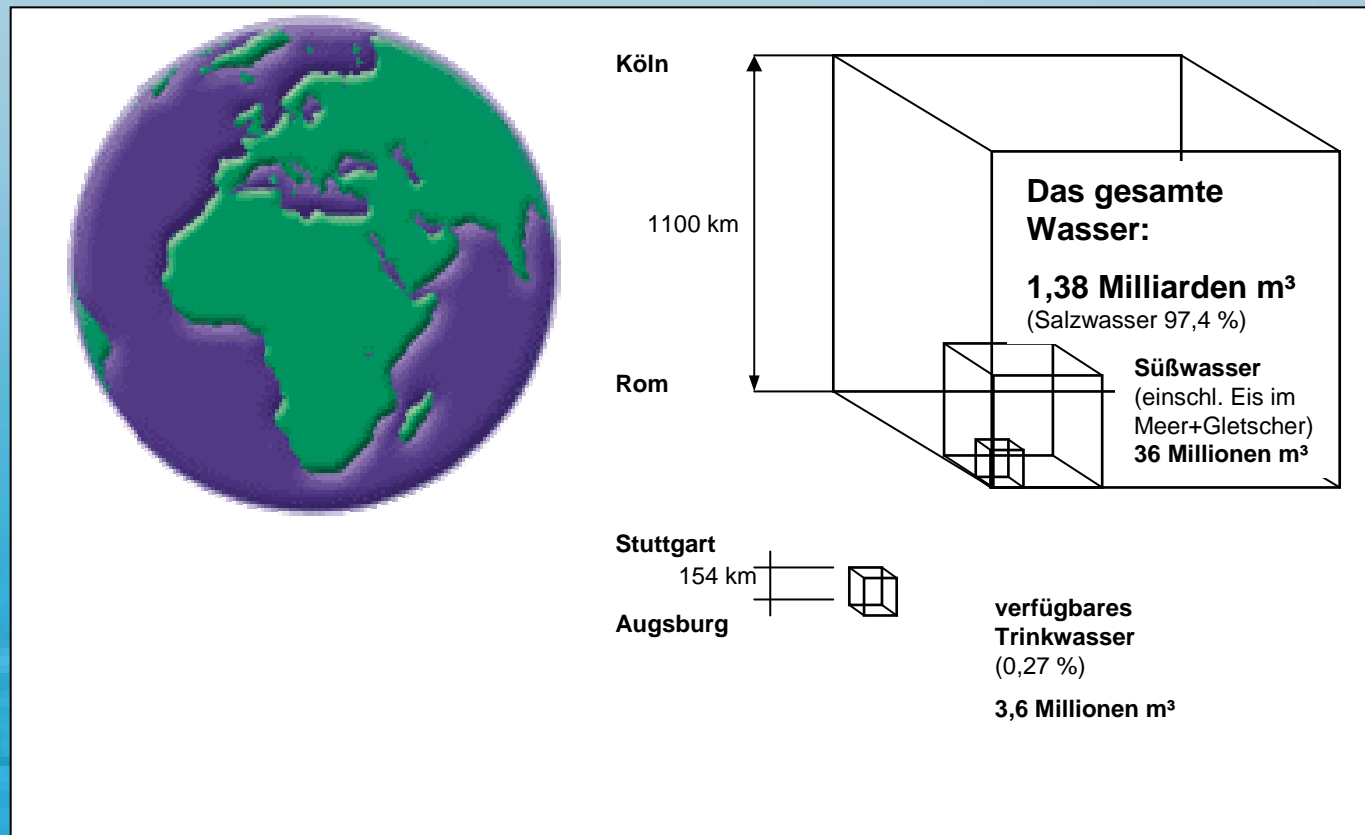 Köln
1100 km
Rom
Das gesamte
Wasser:
1,38 Milliarden m³
(Salzwasser 97,4 %)
Süßwasser
(einschl. Eis im
Meer+Gletscher)
36 Millionen m³
Stuttgart
154 km
Augsburg
verfügbares
Trinkwasser
(0,27 %)
3,6 Millionen m³